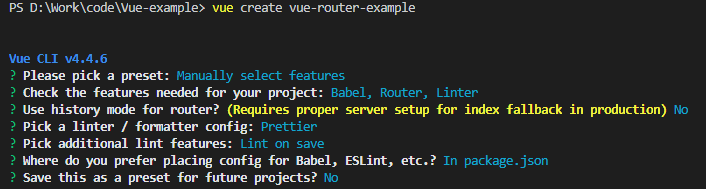 PS D:\Work\code\Vue-example> vue create vue-router-example
Vue CLI v4.4.6
? Please pick a preset: Manually select features
? Check the features needed for your project: Babel, Router, Linter
? Use history mode for router? (Requires proper server setup for index fallback in production) No
? Pick a linter / formatter config: Prettier
? Pick additional lint features: Lint on save
? Where do you prefer placing config for Babel, ESLint, etc.? In package.json
? Save this as a preset for future projects? No